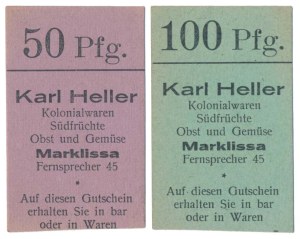 50 Pfg.
Karl Heller
Kolonialwaren
Südfrüchte
Obst und Gemüse
Marklissa
Fernsprecher 45
*
Auf diesen Gutschein
erhalten Sie in bar
oder in Waren
100 Pfg.
Karl Heller
Kolonialwaren
Südfrüchte
Obst und Gemüse
Marklissa
Fernsprecher 45
*
Auf diesen Gutschein
erhalten Sie in bar
oder in Waren